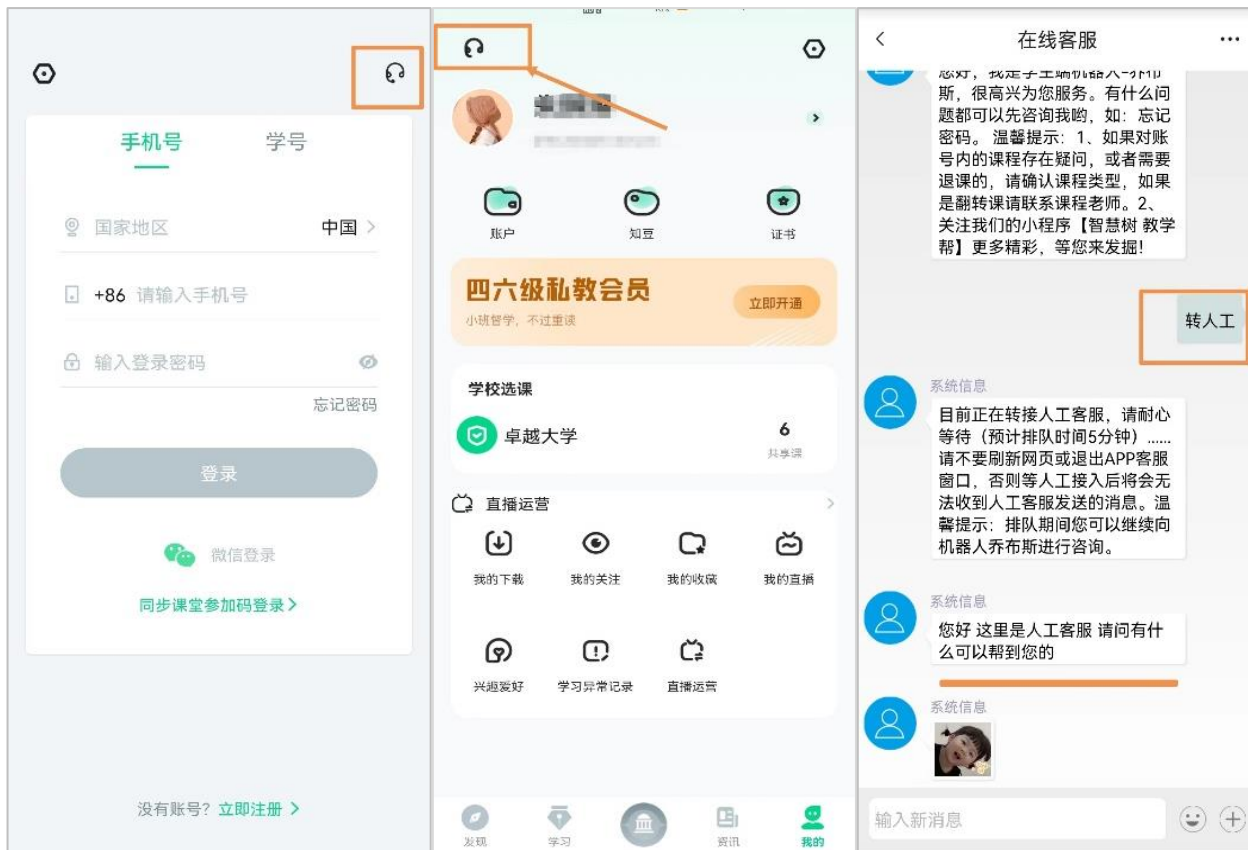 手机号 学号
国家地区 中国
+86 请输入手机号
输入登录密码
忘记密码
登录
微信登录
同步课堂参加码登录
没有账号？立即注册
账户 知豆 证书
四六级私教会员
小班督学，不过重读
立即开通
学校选课
卓越大学
6
共享课
直播运营
我的下载 我的关注 我的收藏 我的直播
兴趣爱好 学习异常记录 直播运营
发现 学习 资讯 我的
在线客服
您好，我是学生端机器人-乔布
斯，很高兴为您服务。有什么问
题都可以先咨询我哟，如：忘记
密码。 温馨提示：1、如果对账
号内的课程存在疑问，或者需要
退课的，请确认课程类型，如果
是翻转课请联系课程老师。2、
关注我们的小程序【智慧树 教学
帮】更多精彩，等您来发掘！
转人工
系统信息
目前正在转接人工客服，请耐心
等待（预计排队时间5分钟）......
请不要刷新网页或退出APP客服
窗口，否则等人工接入后将会无
法收到人工客服发送的消息。温
馨提示：排队期间您可以继续向
机器人乔布斯进行咨询。
系统信息
您好 这里是人工客服 请问有什
么可以帮到您的
系统信息
输入新消息